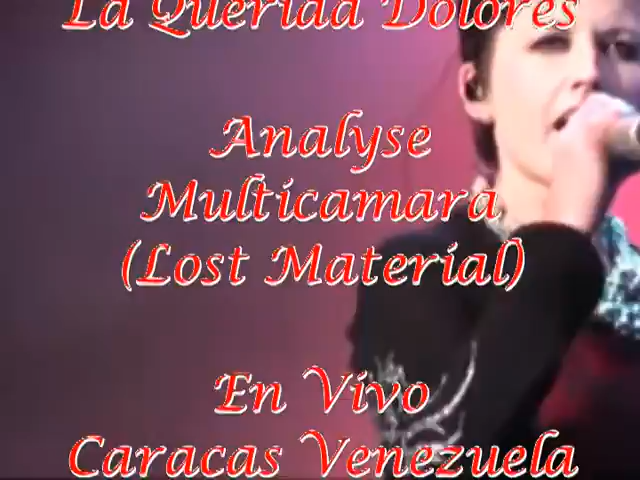 La Querida Dolores
Analyse
Multicamara
(Lost Material)
En Vivo
Caracas Venezuela